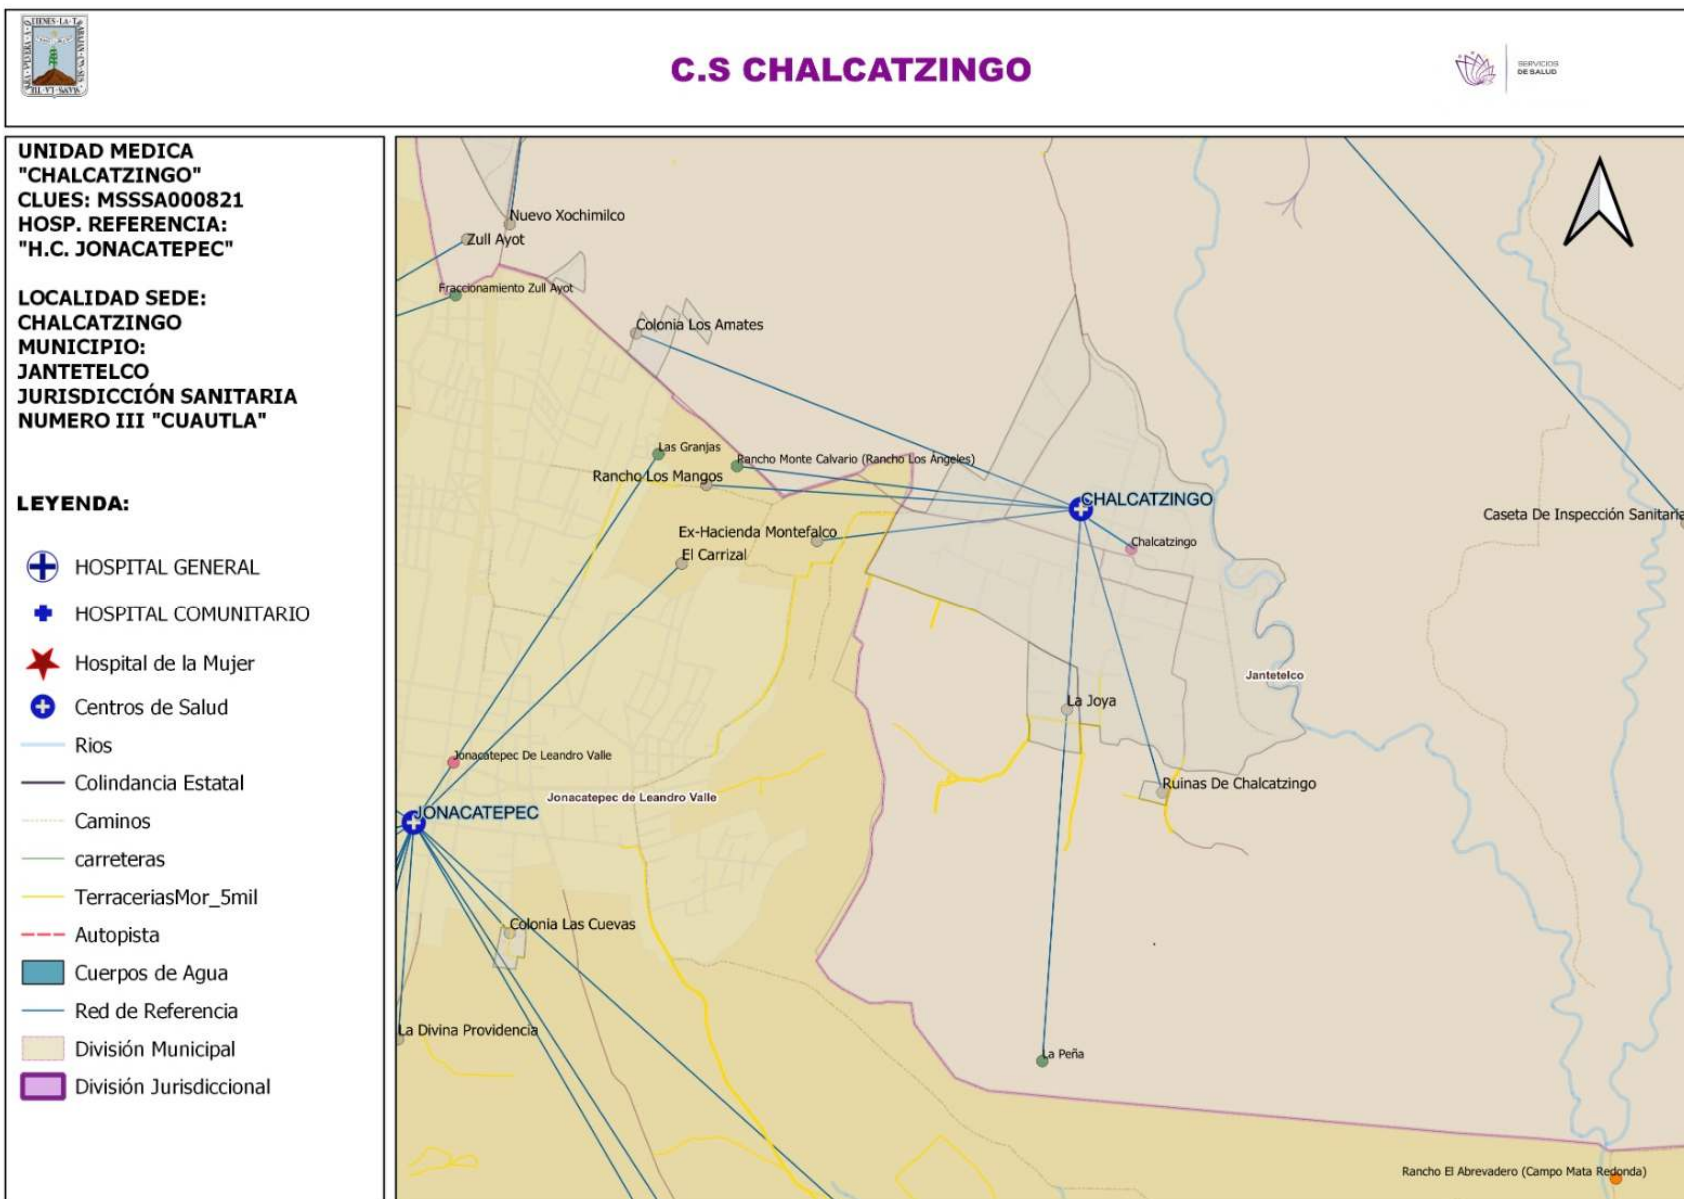 C.S CHALCATZINGO
SERVICIOS
DE SALUD
UNIDAD MEDICA
"CHALCATZINGO"
CLUES: MSSSA000821
HOSP. REFERENCIA:
"H.C. JONACATEPEC"
LOCALIDAD SEDE:
CHALCATZINGO
MUNICIPIO:
JANTETELCO
JURISDICCIÓN SANITARIA
NUMERO III "CUAUTLA"
LEYENDA:
HOSPITAL GENERAL
HOSPITAL COMUNITARIO
Hospital de la Mujer
Centros de Salud
Rios
Colindancia Estatal
Caminos
carreteras
TerraceriasMor_5mil
Autopista
Cuerpos de Agua
Red de Referencia
División Municipal
División Jurisdiccional
Nuevo Xochimilco
Zull Ayot
Fraccionamiento Zull Ayot
Colonia Los Amates
Las Granjas
Rancho Monte Calvario (Rancho Los Angeles)
Rancho Los Mangos
CHALCATZINGO
Caseta De Inspección Sanitaria
Ex-Hacienda Montefalco
Chalcatzingo
El Carrizal
Jantetelco
La Joya
Jonacatepec De Leandro Valle
Ruinas De Chalcatzingo
Jonacatepec de Leandro Valle
JONACATEPEC
Colonia Las Cuevas
La Divina Providencia
La Peña
Rancho El Abrevadero (Campo Mata Redonda)